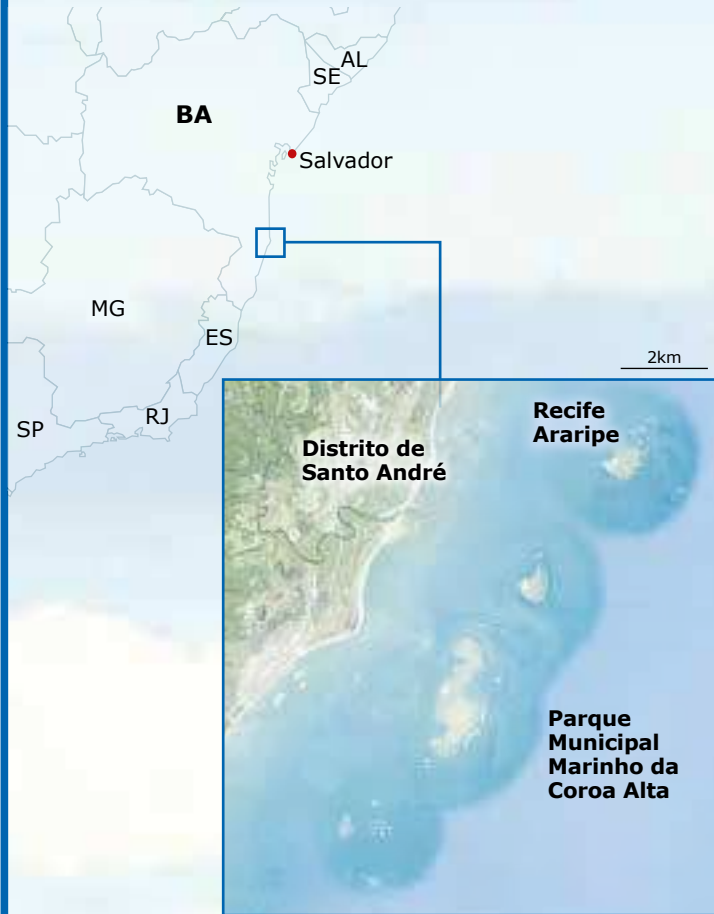 AL
SE
BA
Salvador
MG
ES
2km
RJ
SP
Recife
Araripe
Distrito de
Santo André
Parque
Municipal
Marinho da
Coroa Alta